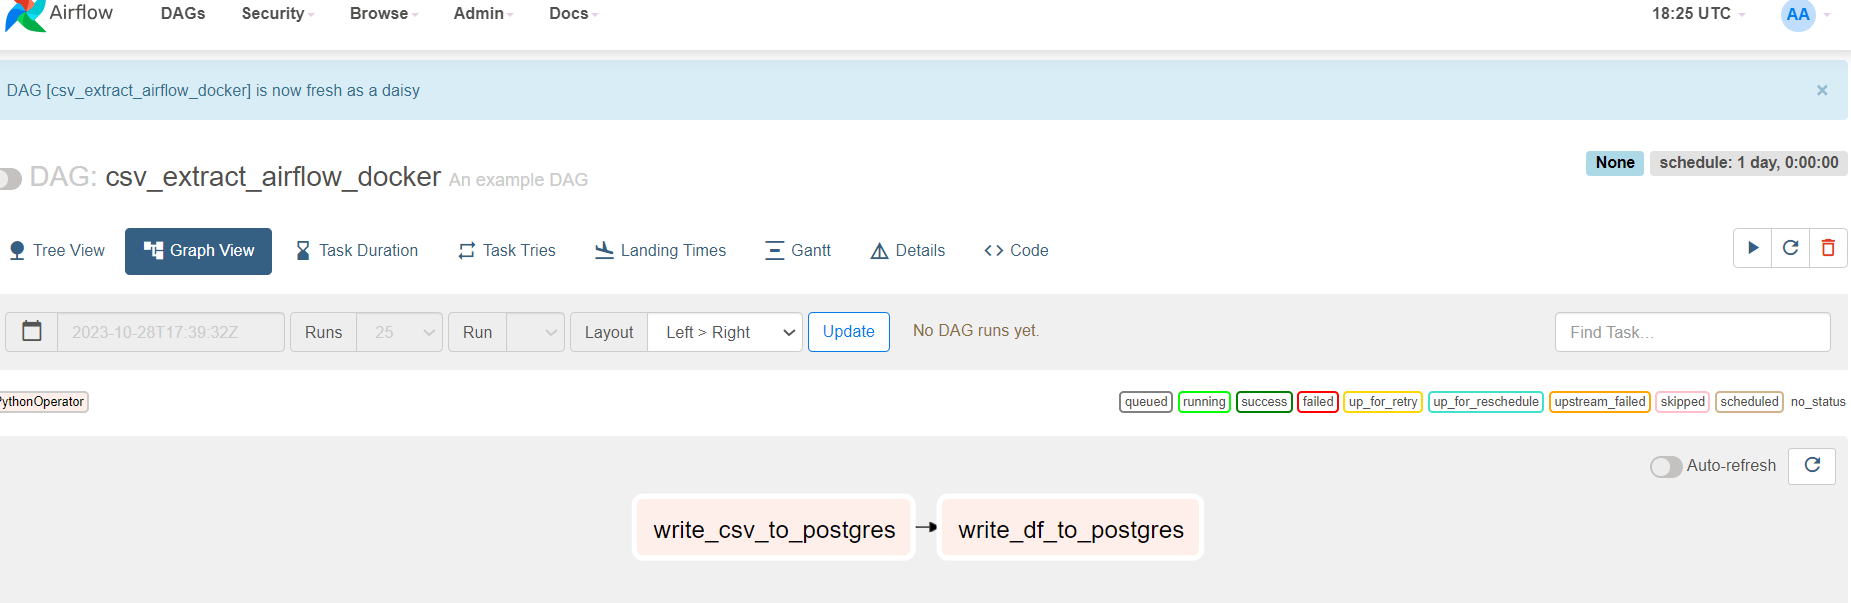 Airflow DAGs Security Browse Admin Docs 18:25 UTC AA
DAG [csv_extract_airflow_docker] is now fresh as a daisy ×
DAG: csv_extract_airflow_docker An example DAG None schedule: 1 day, 0:00:00
Tree View Graph View Task Duration Task Tries Landing Times Gantt Details <> Code
2023-10-28T17:39:32Z Runs 25 Run Layout Left > Right Update No DAG runs yet. Find Task...
PythonOperator queued running success failed up_for_retry up_for_reschedule upstream_failed skipped scheduled no_status
Auto-refresh
write_csv_to_postgres write_df_to_postgres